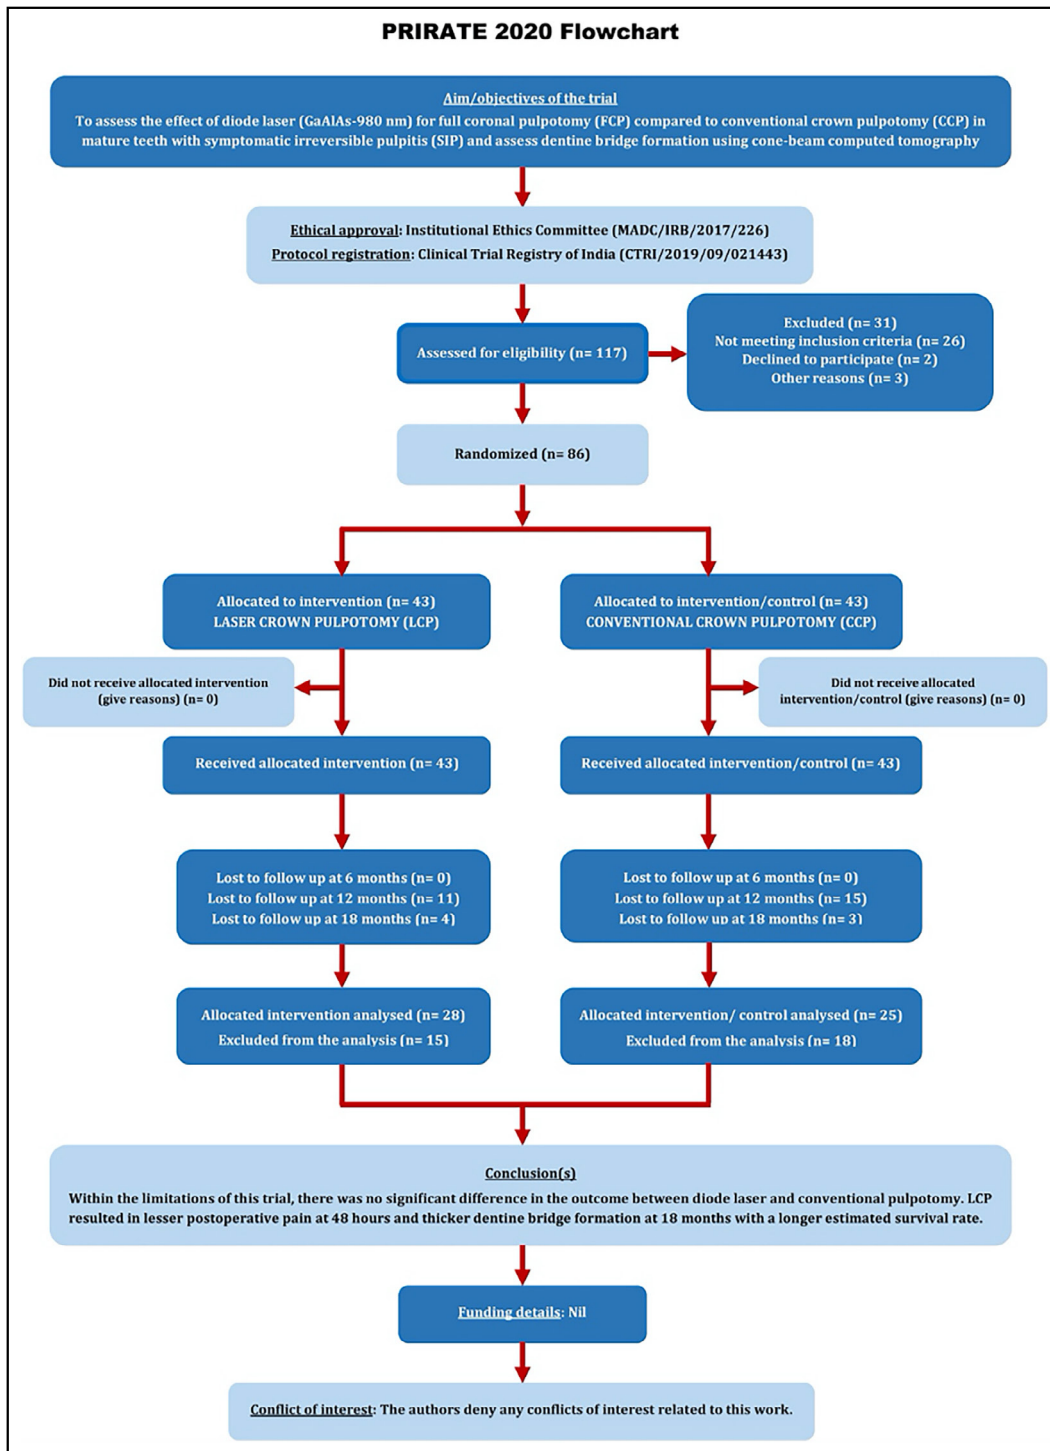 PRIRATE 2020 Flowchart
Aim/objectives of the trial
To assess the effect of diode laser (GaAlAs-980 nm) for full coronal pulpotomy (FCP) compared to conventional crown pulpotomy (CCP) in
mature teeth with symptomatic irreversible pulpitis (SIP) and assess dentine bridge formation using cone-beam computed tomography
Ethical approval: Institutional Ethics Committee (MADC/IRB/2017/226)
Protocol registration: Clinical Trial Registry of India (CTRI/2019/09/021443)
Assessed for eligibility (n= 117)
Excluded (n= 31)
Not meeting inclusion criteria (n= 26)
Declined to participate (n= 2)
Other reasons (n= 3)
Randomized (n= 86)
Allocated to intervention (n= 43)
LASER CROWN PULPOTOMY (LCP)
Allocated to intervention/control (n= 43)
CONVENTIONAL CROWN PULPOTOMY (CCP)
Did not receive allocated intervention
(give reasons) (n= 0)
Did not receive allocated
intervention/control (give reasons) (n= 0)
Received allocated intervention (n= 43)
Received allocated intervention/control (n= 43)
Lost to follow up at 6 months (n= 0)
Lost to follow up at 12 months (n= 11)
Lost to follow up at 18 months (n= 4)
Lost to follow up at 6 months (n= 0)
Lost to follow up at 12 months (n= 15)
Lost to follow up at 18 months (n= 3)
Allocated intervention analysed (n= 28)
Excluded from the analysis (n= 15)
Allocated intervention/ control analysed (n= 25)
Excluded from the analysis (n= 18)
Conclusion(s)
Within the limitations of this trial, there was no significant difference in the outcome between diode laser and conventional pulpotomy. LCP
resulted in lesser postoperative pain at 48 hours and thicker dentine bridge formation at 18 months with a longer estimated survival rate.
Funding details: Nil
Conflict of interest: The authors deny any conflicts of interest related to this work.